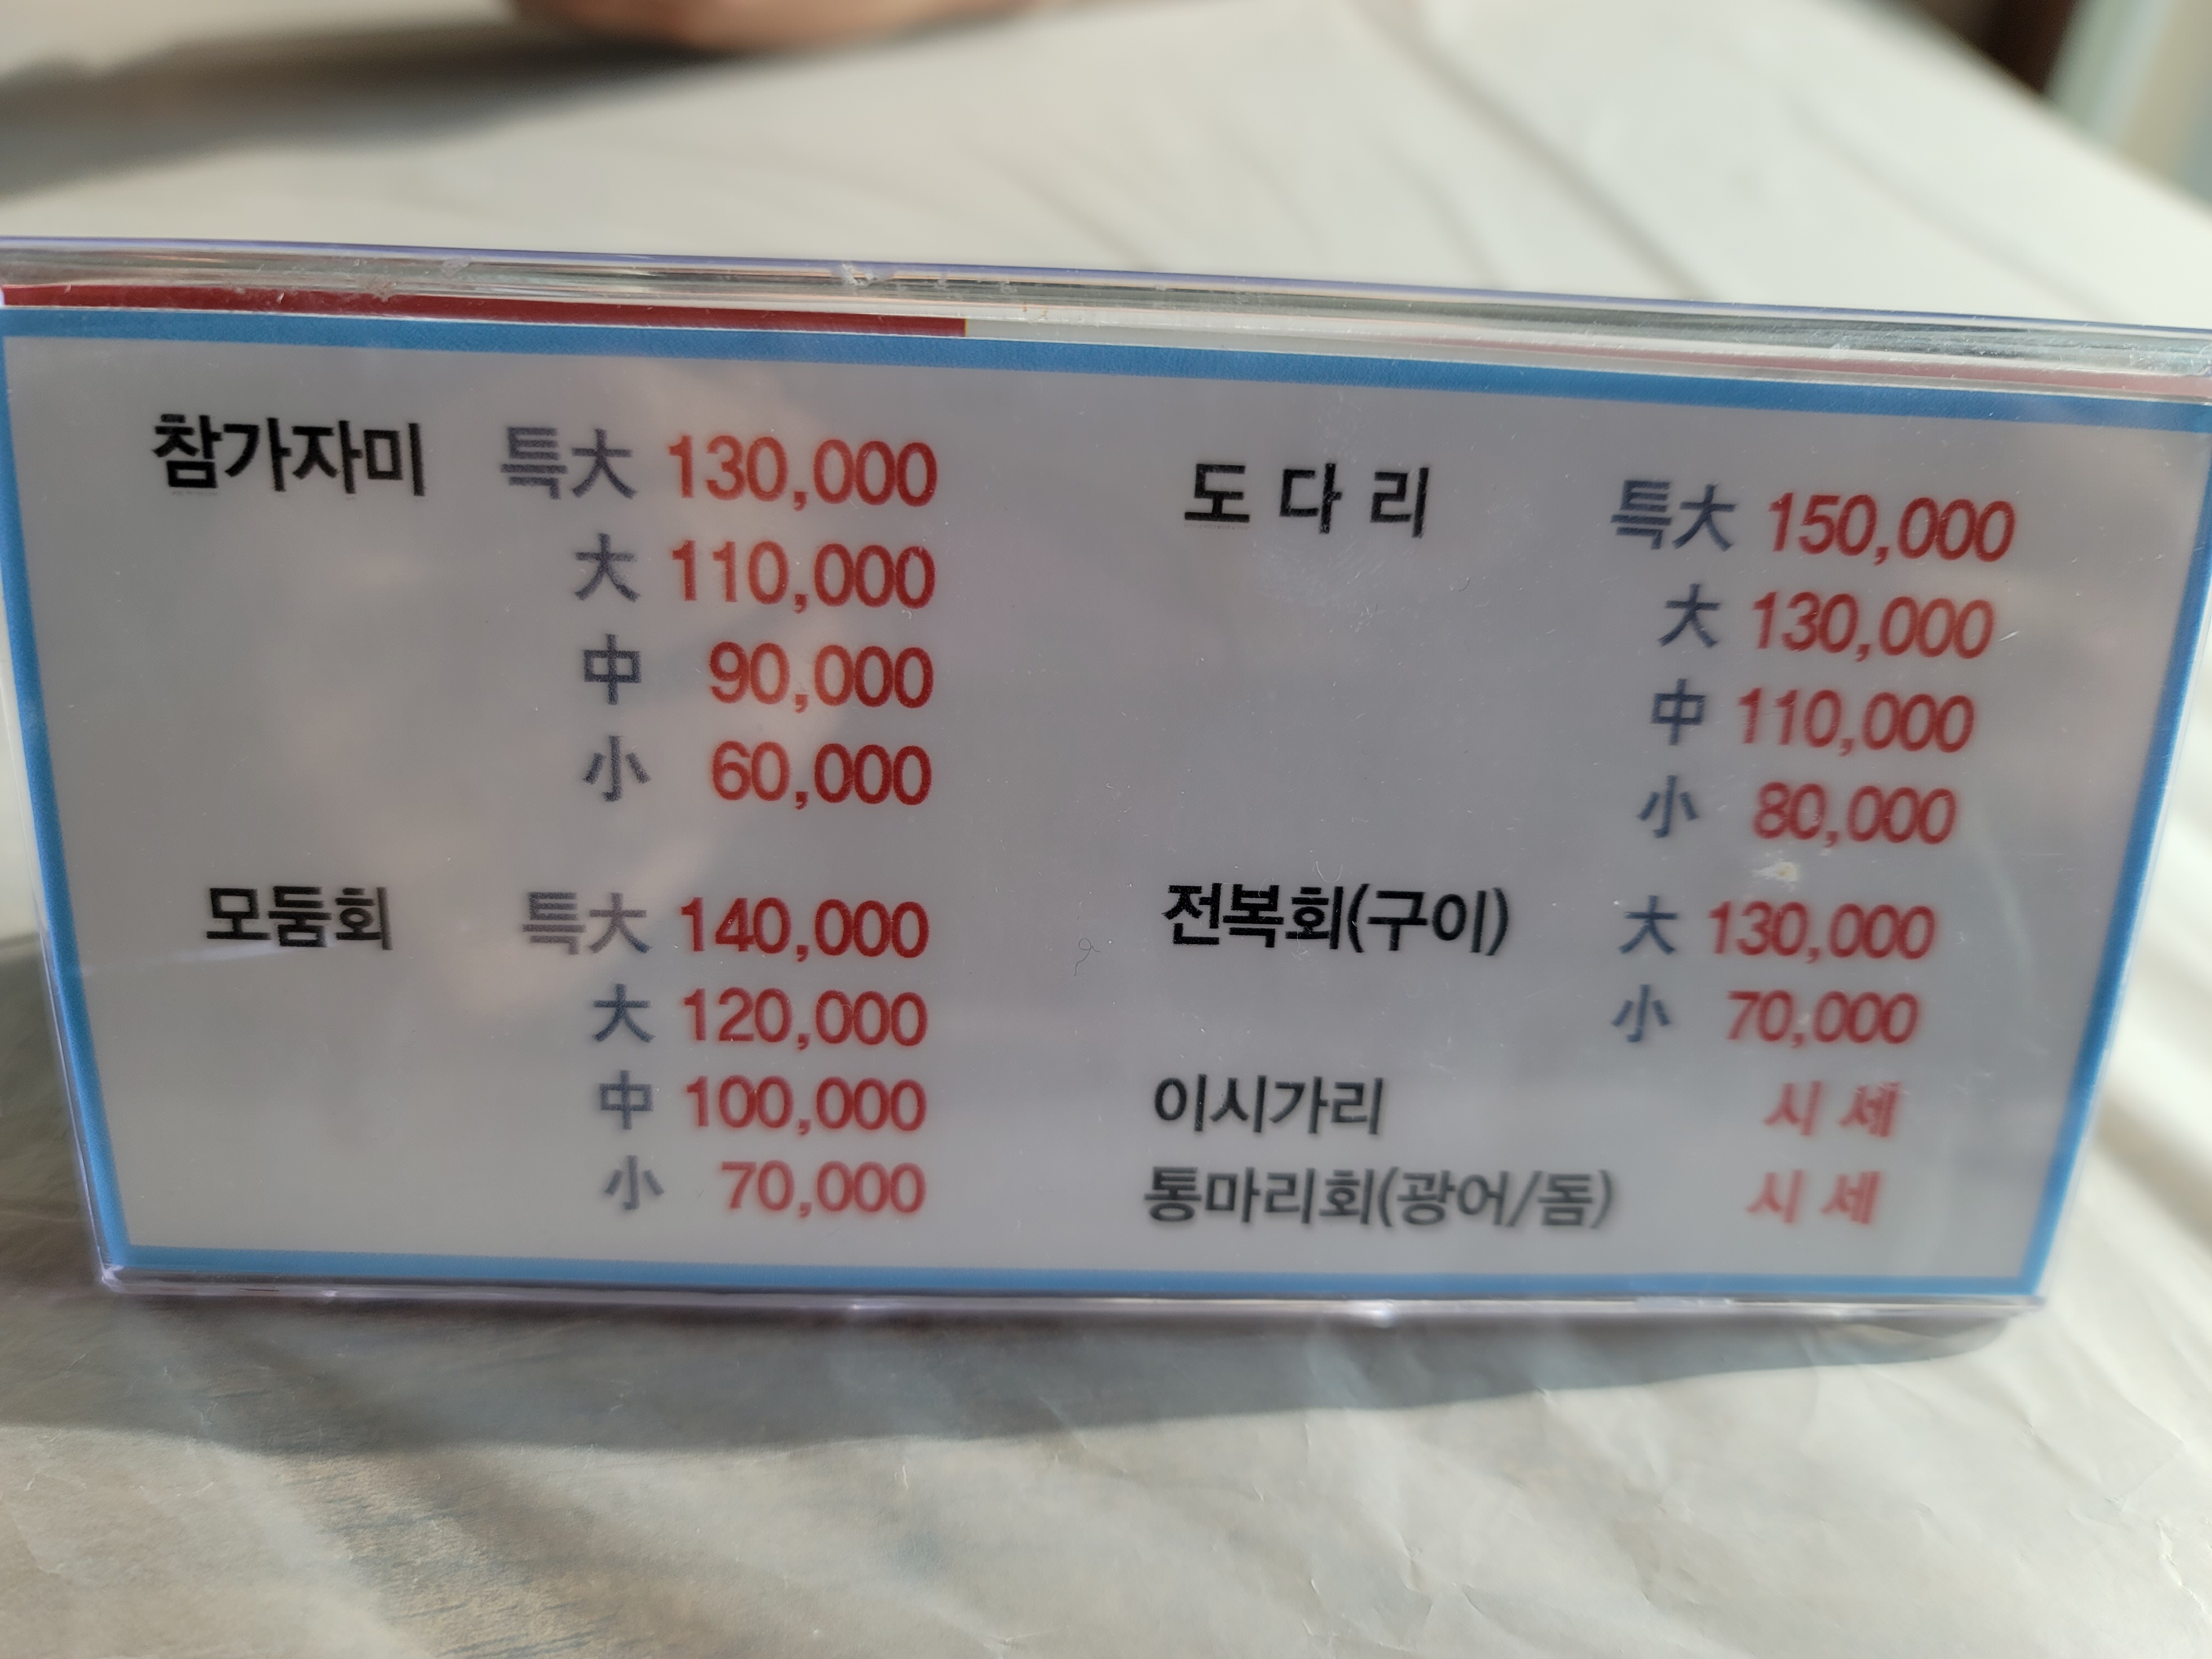 참가자미 특大 130,000
大 110,000
中 90,000
小 60,000
모둠회 특大 140,000
大 120,000
中 100,000
小 70,000
도다리 특大 150,000
大 130,000
中 110,000
小 80,000
전복회(구이) 大 130,000
小 70,000
이시가리 시세
통마리회(광어/돔) 시세